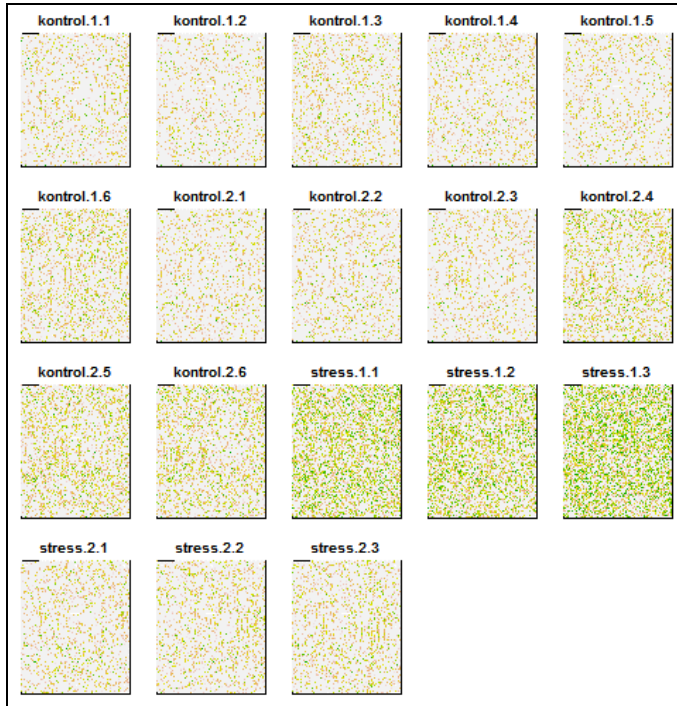 kontrol.1.1 kontrol.1.2 kontrol.1.3 kontrol.1.4 kontrol.1.5
kontrol.1.6 kontrol.2.1 kontrol.2.2 kontrol.2.3 kontrol.2.4
kontrol.2.5 kontrol.2.6 stress.1.1 stress.1.2 stress.1.3
stress.2.1 stress.2.2 stress.2.3